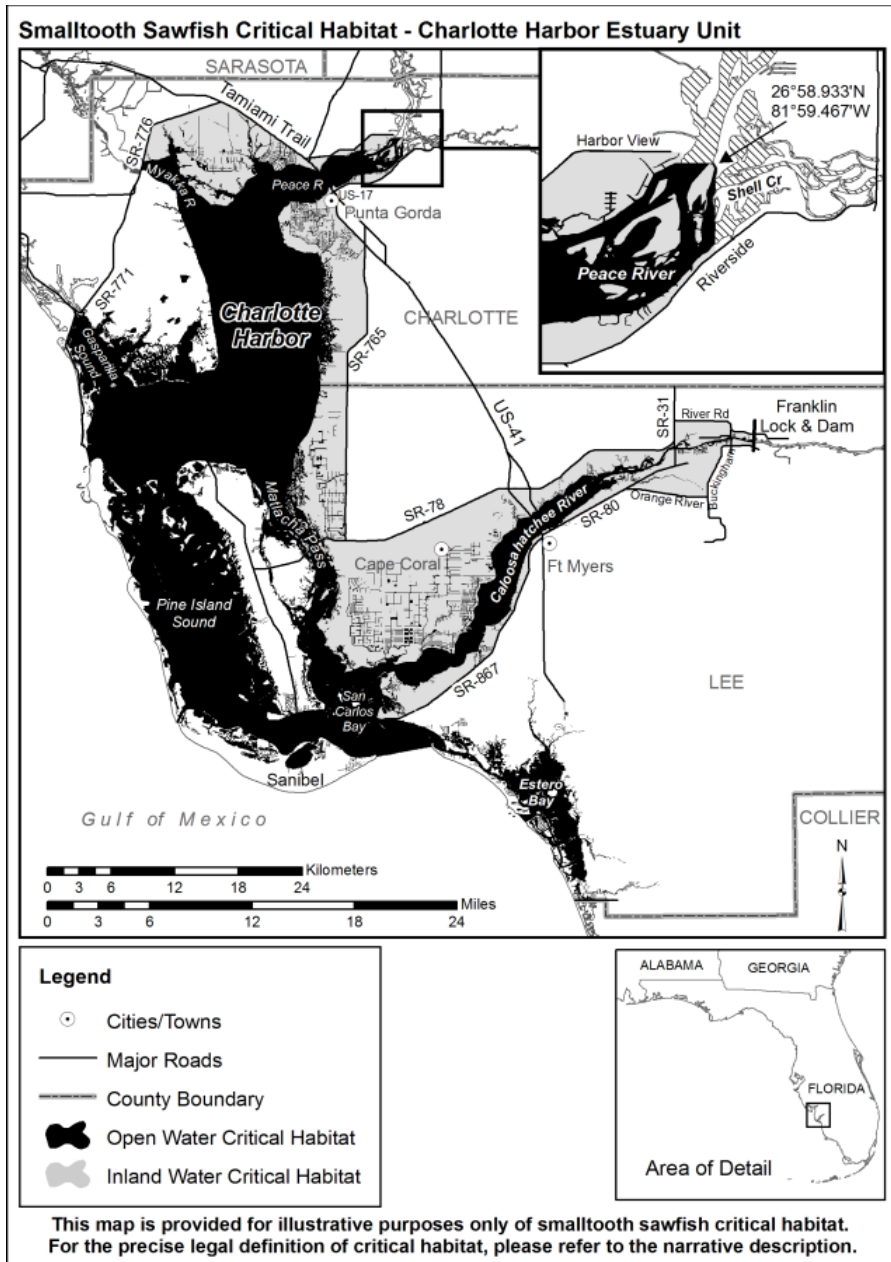 Smalltooth Sawfish Critical Habitat - Charlotte Harbor Estuary Unit
SARASOTA
Tamiami Trail
SR-776
Myakka R
Peace R
US-17
Punta Gorda
26°58.933'N
81°59.467'W
Harbor View
Shell Cr
Peace River
Riverside
SR-771
Gasparilla
Sound
Charlotte
Harbor
CHARLOTTE
SR-765
US-41
SR-31
River Rd
Franklin
Lock & Dam
Buckingham
Orange River
SR-80
SR-78
Matlacha Pass
Caloosahatchee River
Cape Coral
Ft Myers
Pine Island
Sound
SR-867
LEE
San
Carlos
Bay
Sanibel
Estero
Bay
Gulf of Mexico
COLLIER
N
Kilometers
0 3 6 12 18 24
Miles
0 3 6 12 18 24
Legend
Cities/Towns
Major Roads
County Boundary
Open Water Critical Habitat
Inland Water Critical Habitat
ALABAMA
GEORGIA
FLORIDA
Area of Detail
This map is provided for illustrative purposes only of smalltooth sawfish critical habitat.
For the precise legal definition of critical habitat, please refer to the narrative description.